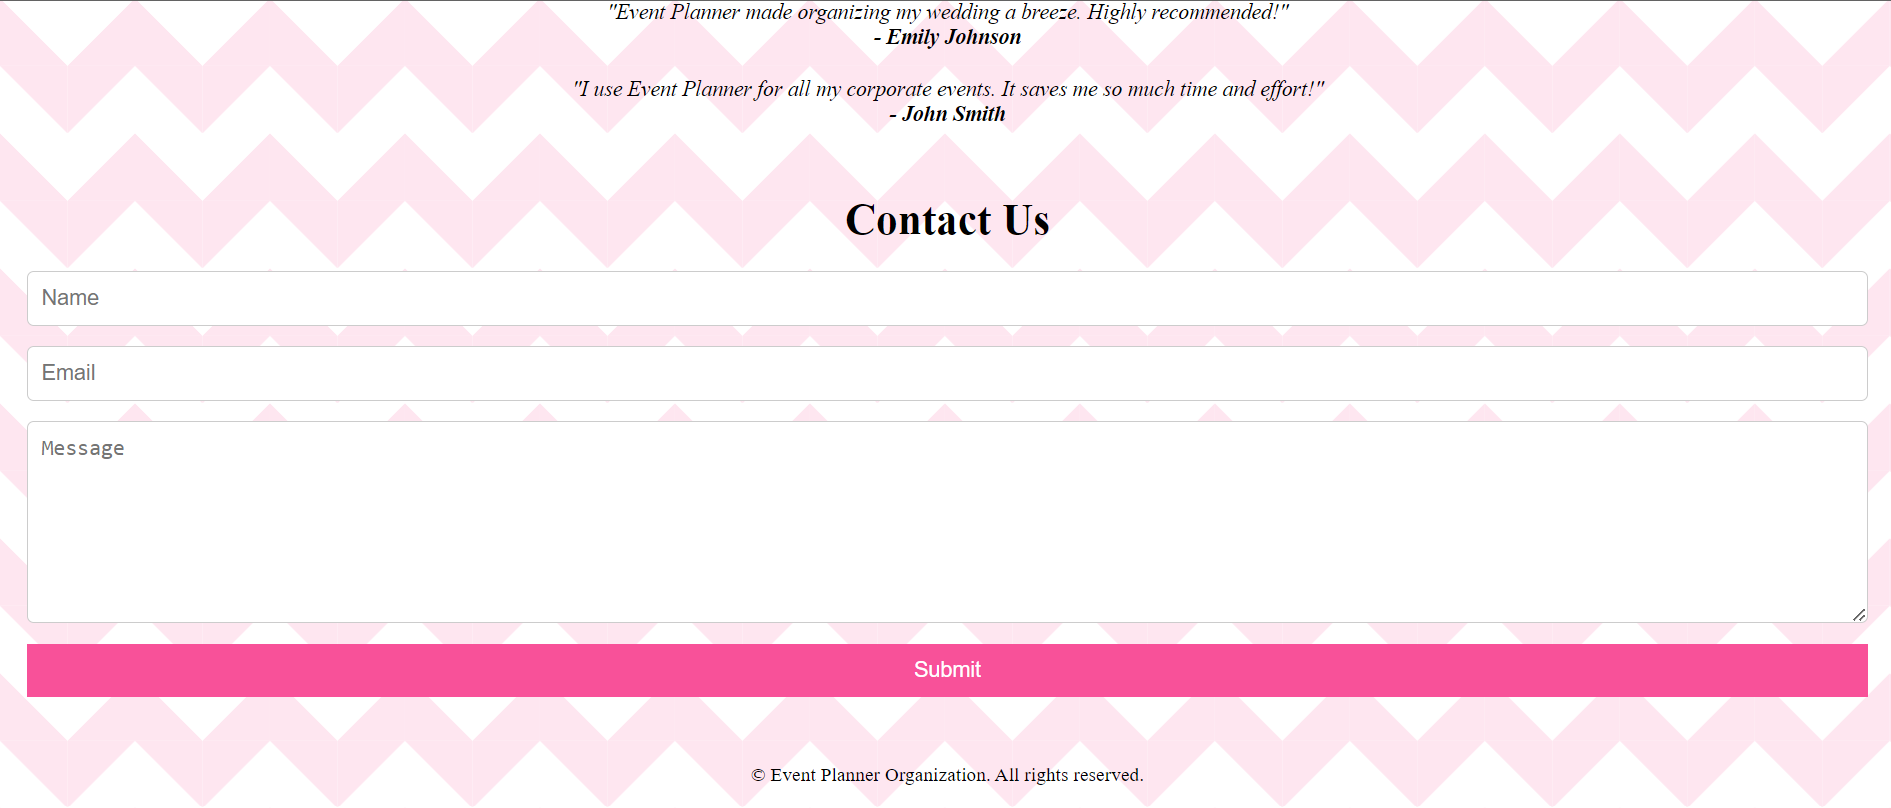 "Event Planner made organizing my wedding a breeze. Highly recommended!"
- Emily Johnson
"I use Event Planner for all my corporate events. It saves me so much time and effort!"
- John Smith
Contact Us
Name
Email
Message
Submit
© Event Planner Organization. All rights reserved.